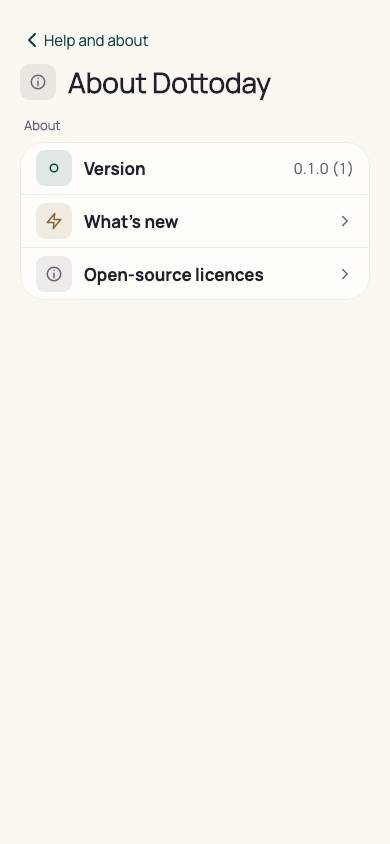 Help and about
About Dottoday
About
Version 0.1.0 (1)
What's new
Open-source licences